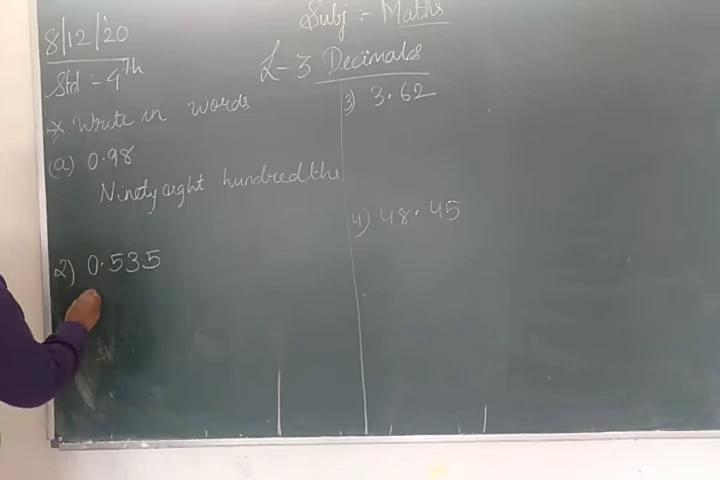 8/12/'20
Subj :- Maths
Std :- 4th
L-3 Decimals
* Write in words
(a) 0.98
Ninety eight hundredths
2) 0.535
3) 3.62
4) 48.45